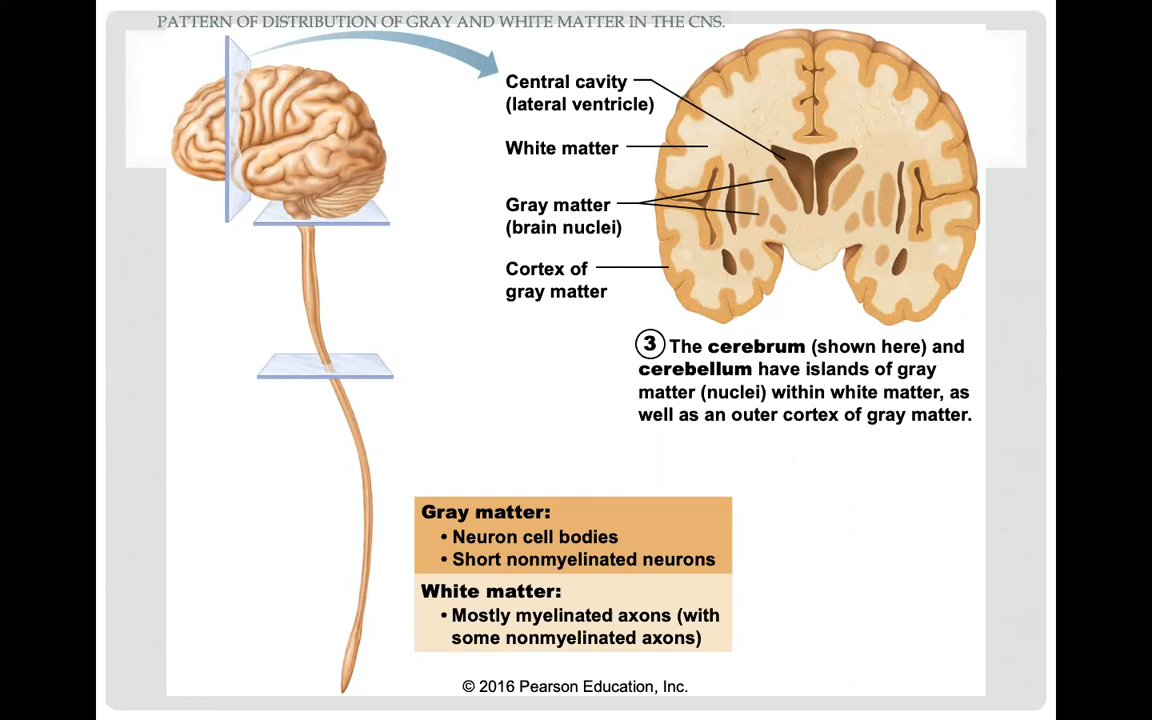 PATTERN OF DISTRIBUTION OF GRAY AND WHITE MATTER IN THE CNS.
Central cavity
(lateral ventricle)
White matter
Gray matter
(brain nuclei)
Cortex of
gray matter
3 The cerebrum (shown here) and
cerebellum have islands of gray
matter (nuclei) within white matter, as
well as an outer cortex of gray matter.
Gray matter:
• Neuron cell bodies
• Short nonmyelinated neurons
White matter:
• Mostly myelinated axons (with
some nonmyelinated axons)
© 2016 Pearson Education, Inc.